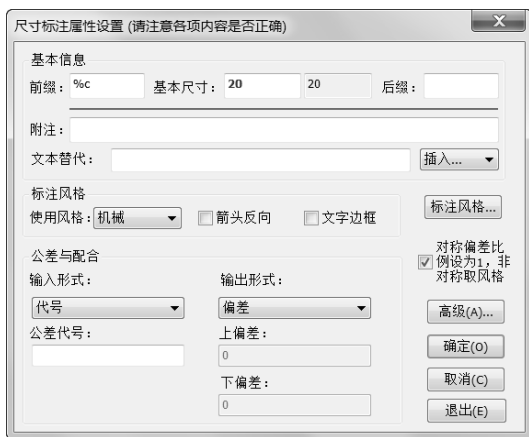 尺寸标注属性设置 (请注意各项内容是否正确)
基本信息
前缀: %c 基本尺寸: 20 20 后缀:
附注:
文本替代: 插入...
标注风格
使用风格: 机械 箭头反向 文字边框 标注风格...
公差与配合
对称偏差比
例设为1, 非
对称取风格
输入形式: 输出形式:
代号 偏差 高级(A)...
公差代号: 上偏差:
0 确定(O)
下偏差: 取消(C)
0 退出(E)